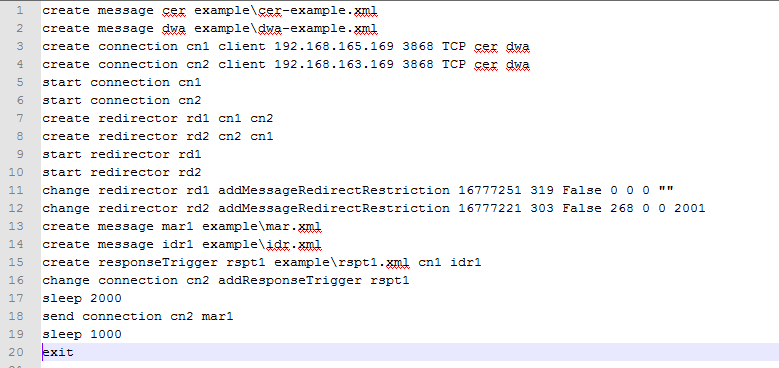 1 create message cer example\cer-example.xml
2 create message dwa example\dwa-example.xml
3 create connection cn1 client 192.168.165.169 3868 TCP cer dwa
4 create connection cn2 client 192.168.163.169 3868 TCP cer dwa
5 start connection cn1
6 start connection cn2
7 create redirector rd1 cn1 cn2
8 create redirector rd2 cn2 cn1
9 start redirector rd1
10 start redirector rd2
11 change redirector rd1 addMessageRedirectRestriction 16777251 319 False 0 0 0 ""
12 change redirector rd2 addMessageRedirectRestriction 16777221 303 False 268 0 0 2001
13 create message mar1 example\mar.xml
14 create message idr1 example\idr.xml
15 create responseTrigger rspt1 example\rspt1.xml cn1 idr1
16 change connection cn2 addResponseTrigger rspt1
17 sleep 2000
18 send connection cn2 mar1
19 sleep 1000
20 exit